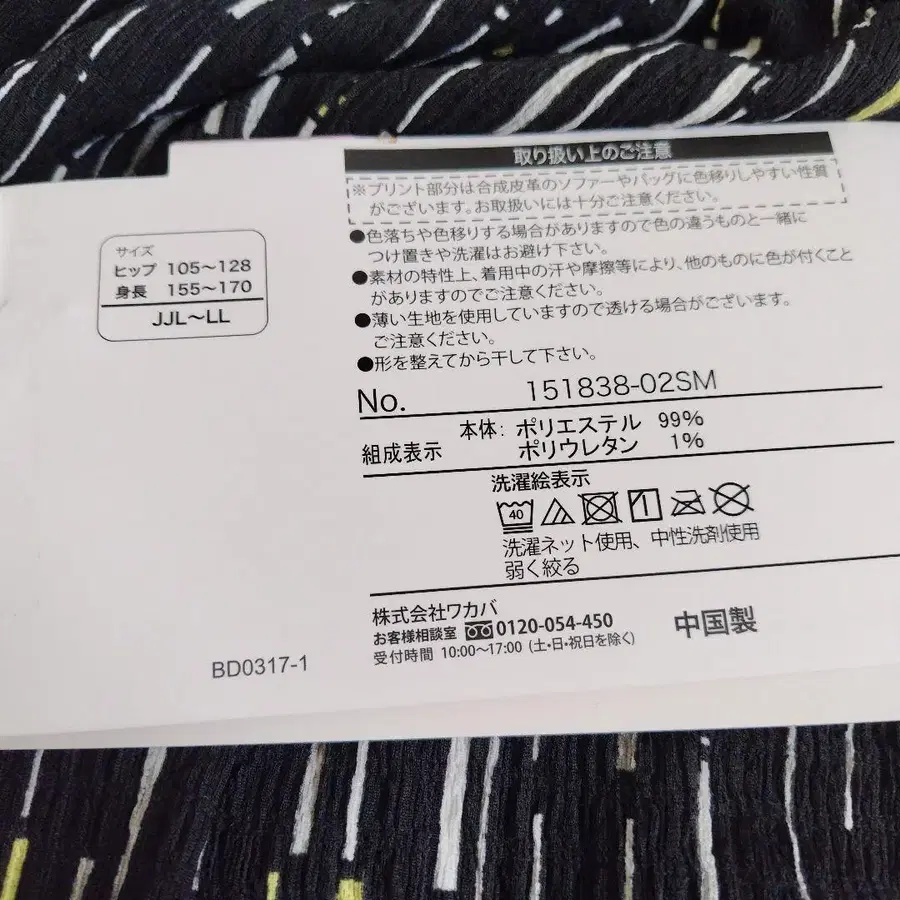 取り扱い上のご注意
※プリント部分は合成皮革のソファーやバッグに色移りしやすい性質
がございます。お取扱いには十分ご注意ください。
●色落ちや色移りする場合がありますので色の違うものと一緒に
つけ置きや洗濯はお避け下さい。
●素材の特性上、着用中の汗や摩擦等により、他のものに色が付くこと
がありますのでご注意ください。
●薄い生地を使用していますので透ける場合がございます。
ご注意ください。
●形を整えてから干して下さい。
サイズ
ヒップ 105～128
身長 155～170
JJL～LL
No. 151838-02SM
組成表示 本体: ポリエステル 99%
ポリウレタン 1%
洗濯絵表示
40
洗濯ネット使用、中性洗剤使用
弱く絞る
株式会社ワカバ
お客様相談室 0120-054-450
受付時間 10:00～17:00 (土・日・祝日を除く)
中国製
BD0317-1